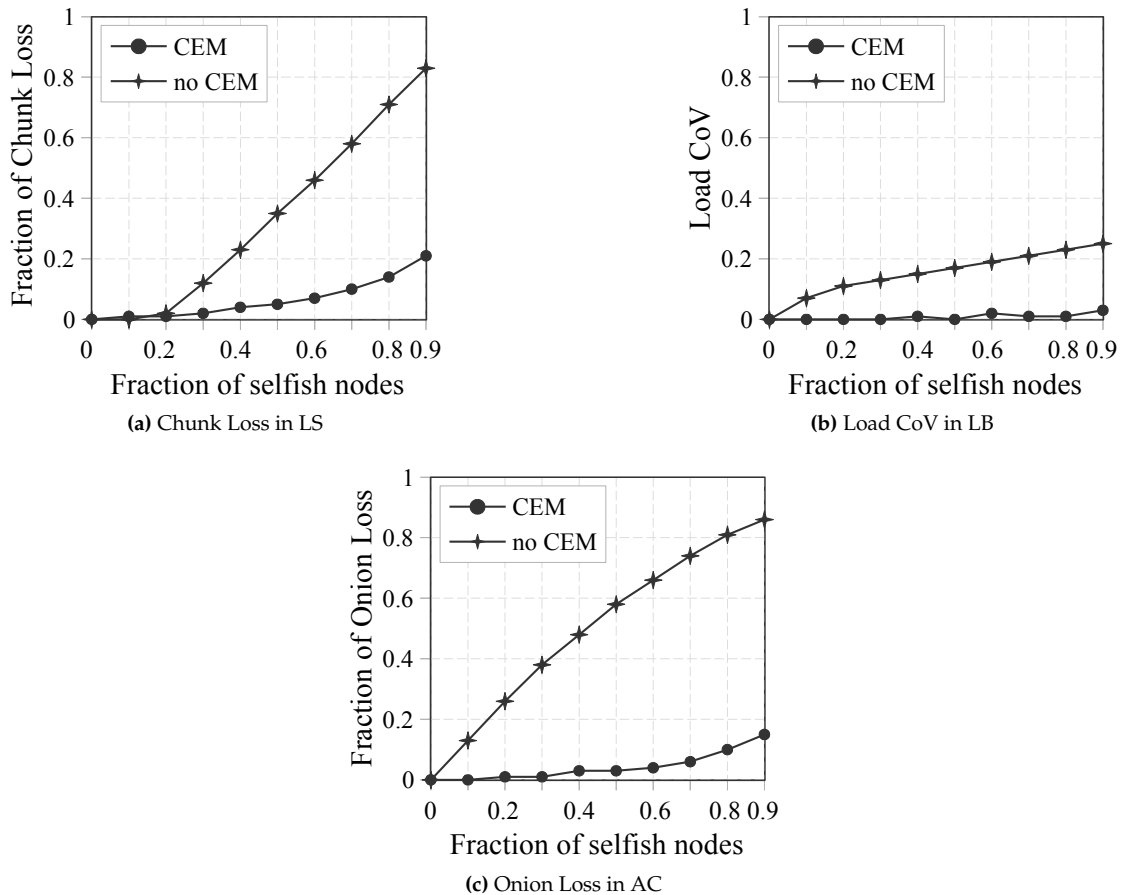 1
CEM
no CEM
0.8
0.6
0.4
0.2
0
Fraction of Chunk Loss
0 0.2 0.4 0.6 0.8 0.9
Fraction of selfish nodes
(a) Chunk Loss in LS
1
CEM
no CEM
0.8
0.6
0.4
0.2
0
Load CoV
0 0.2 0.4 0.6 0.8 0.9
Fraction of selfish nodes
(b) Load CoV in LB
1
CEM
no CEM
0.8
0.6
0.4
0.2
0
Fraction of Onion Loss
0 0.2 0.4 0.6 0.8 0.9
Fraction of selfish nodes
(c) Onion Loss in AC